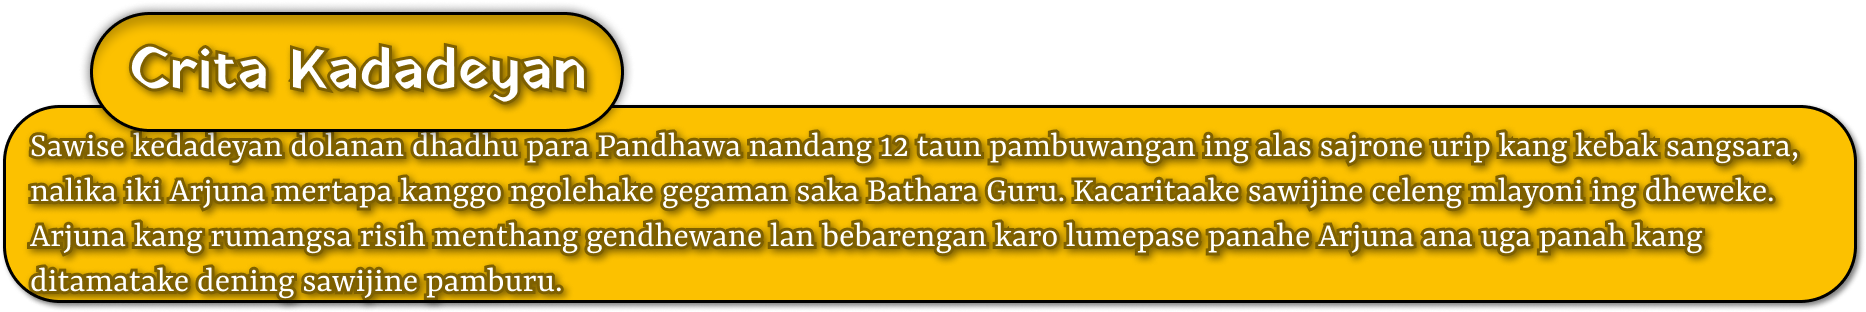 Crita Kadadeyan
Sawise kedadeyan dolanan dhadhu para Pandhawa nandang 12 taun pambuwangan ing alas sajrone urip kang kebak sangsara,
nalika iki Arjuna mertapa kanggo ngolehake gegaman saka Bathara Guru. Kacaritaake sawijine celeng mlayoni ing dheweke.
Arjuna kang rumangsa risih menthang gendhewane lan bebarengan karo lumepase panahe Arjuna ana uga panah kang
ditamatake dening sawijine pamburu.